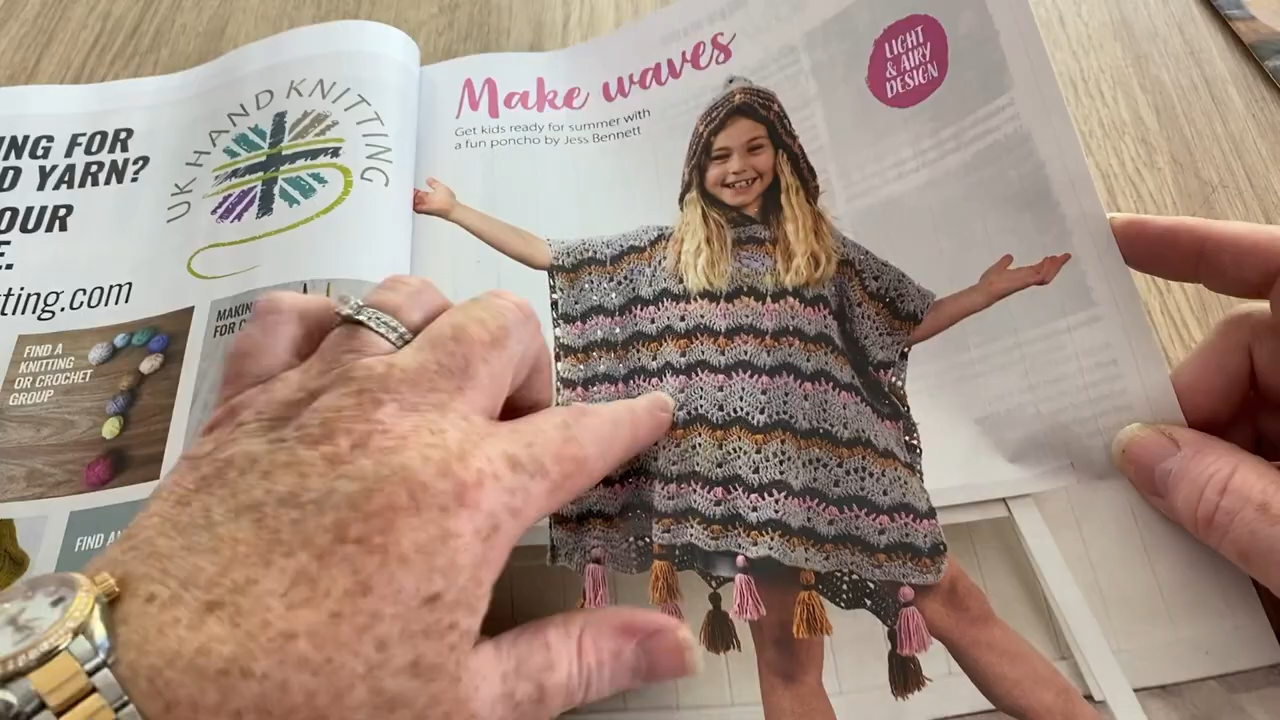 ING FOR
D YARN?
OUR
E.
tting.com
UK HAND KNITTING
FIND A
KNITTING
OR CROCHET
GROUP
MAKIN
FOR C
FIND A
Make waves
Get kids ready for summer with
a fun poncho by Jess Bennett
LIGHT
& AIRY
DESIGN